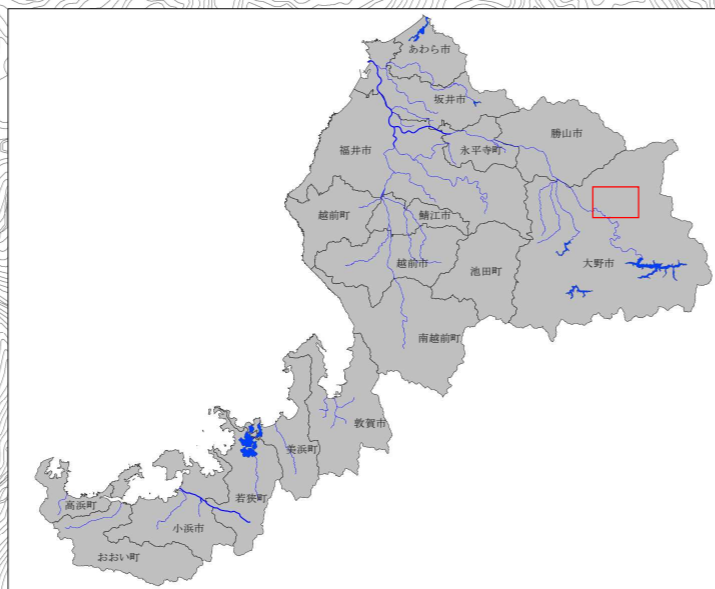 あわら市
坂井市
勝山市
福井市
永平寺町
越前町
鯖江市
越前市
池田町
大野市
南越前町
敦賀市
美浜町
若狭町
高浜町
小浜市
おおい町